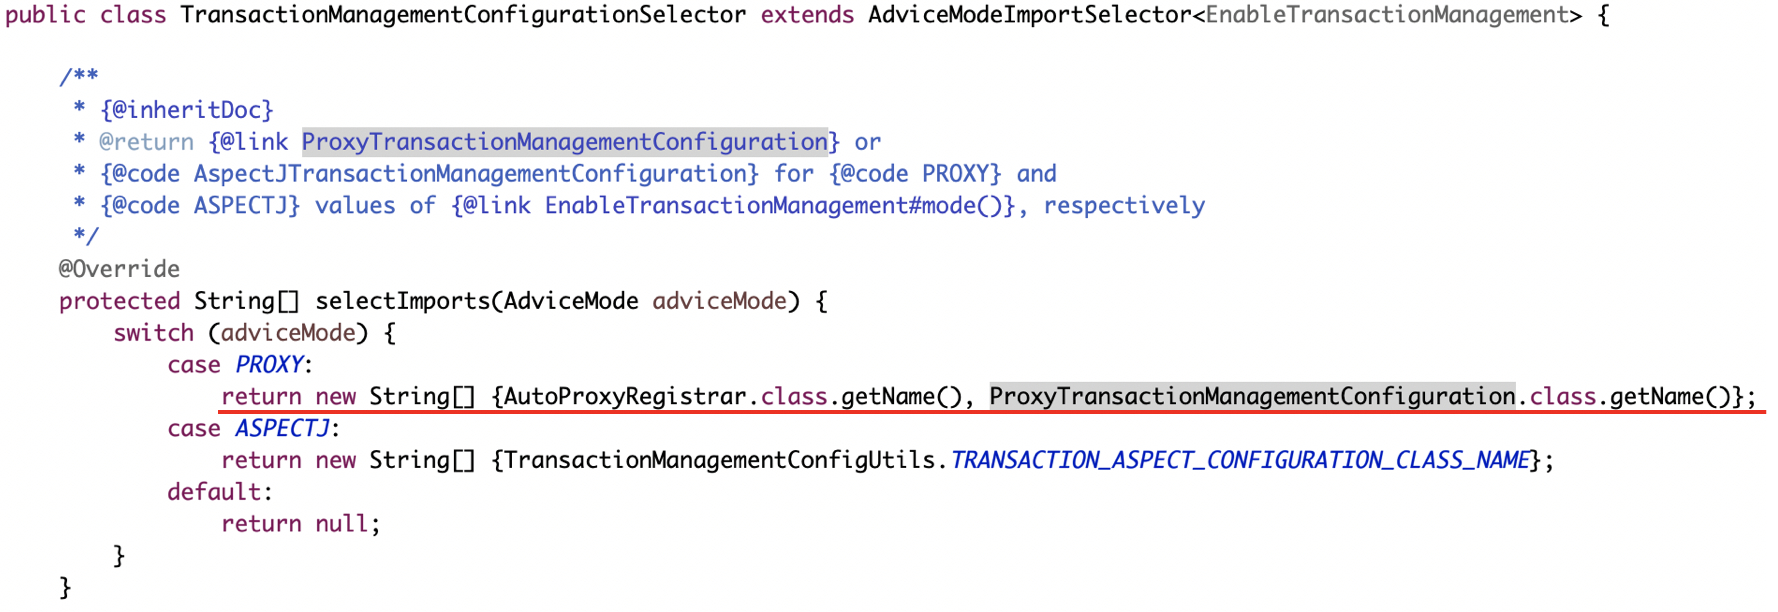 public class TransactionManagementConfigurationSelector extends AdviceModeImportSelector<EnableTransactionManagement> {
/**
* {@inheritDoc}
* @return {@link ProxyTransactionManagementConfiguration} or
* {@code AspectJTransactionManagementConfiguration} for {@code PROXY} and
* {@code ASPECTJ} values of {@link EnableTransactionManagement#mode()}, respectively
*/
@Override
protected String[] selectImports(AdviceMode adviceMode) {
switch (adviceMode) {
case PROXY:
return new String[] {AutoProxyRegistrar.class.getName(), ProxyTransactionManagementConfiguration.class.getName()};
case ASPECTJ:
return new String[] {TransactionManagementConfigUtils.TRANSACTION_ASPECT_CONFIGURATION_CLASS_NAME};
default:
return null;
}
}